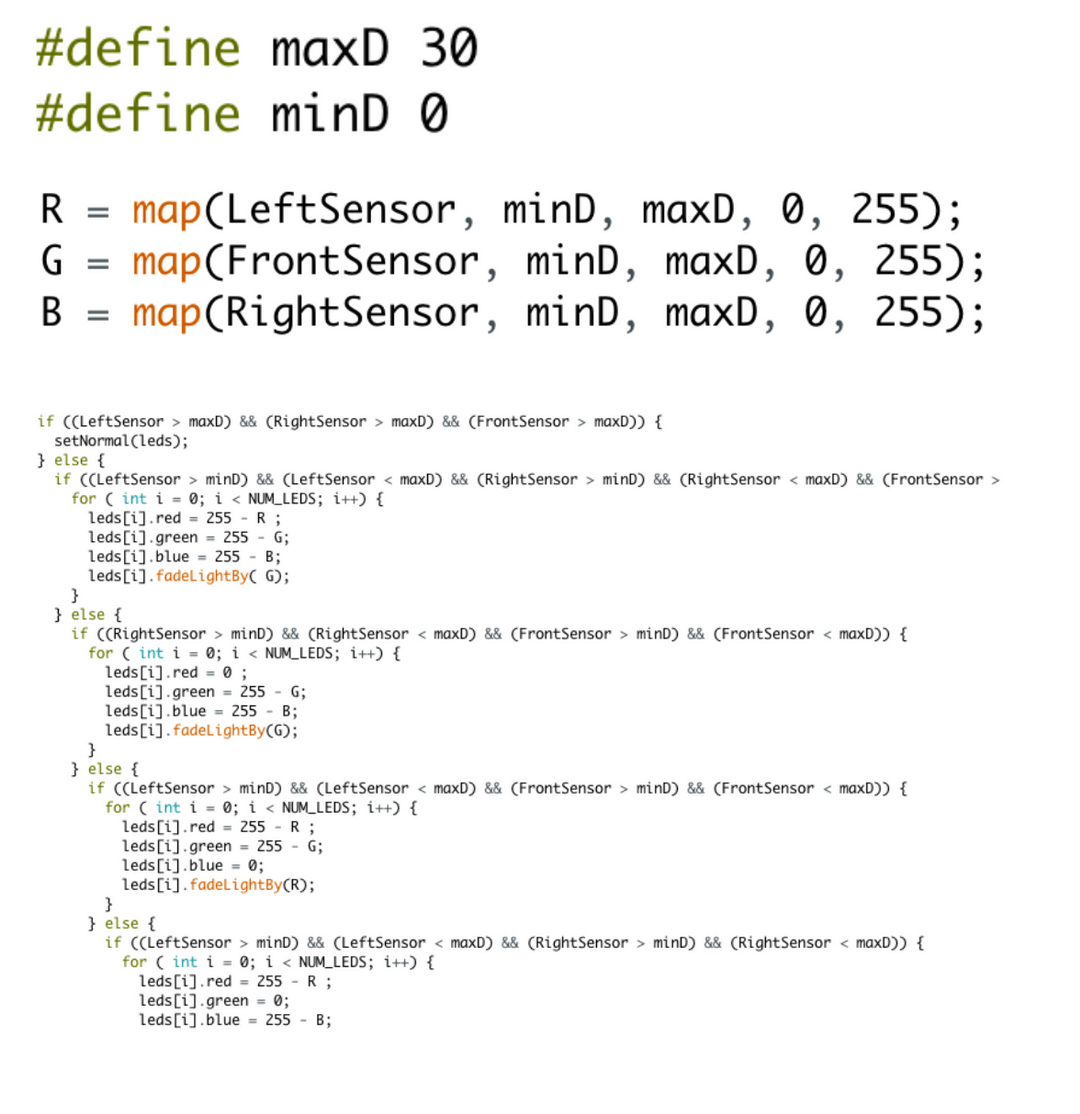 #define maxD 30
#define minD 0
R = map(LeftSensor, minD, maxD, 0, 255);
G = map(FrontSensor, minD, maxD, 0, 255);
B = map(RightSensor, minD, maxD, 0, 255);
if ((LeftSensor > maxD) && (RightSensor > maxD) && (FrontSensor > maxD)) {
  setNormal(leds);
} else {
  if ((LeftSensor > minD) && (LeftSensor < maxD) && (RightSensor > minD) && (RightSensor < maxD) && (FrontSensor >
    for ( int i = 0; i < NUM_LEDS; i++) {
      leds[i].red = 255 - R ;
      leds[i].green = 255 - G;
      leds[i].blue = 255 - B;
      leds[i].fadeLightBy( G);
    }
  } else {
    if ((RightSensor > minD) && (RightSensor < maxD) && (FrontSensor > minD) && (FrontSensor < maxD)) {
      for ( int i = 0; i < NUM_LEDS; i++) {
        leds[i].red = 0 ;
        leds[i].green = 255 - G;
        leds[i].blue = 255 - B;
        leds[i].fadeLightBy(G);
      }
    } else {
      if ((LeftSensor > minD) && (LeftSensor < maxD) && (FrontSensor > minD) && (FrontSensor < maxD)) {
        for ( int i = 0; i < NUM_LEDS; i++) {
          leds[i].red = 255 - R ;
          leds[i].green = 255 - G;
          leds[i].blue = 0;
          leds[i].fadeLightBy(R);
        }
      } else {
        if ((LeftSensor > minD) && (LeftSensor < maxD) && (RightSensor > minD) && (RightSensor < maxD)) {
          for ( int i = 0; i < NUM_LEDS; i++) {
            leds[i].red = 255 - R ;
            leds[i].green = 0;
            leds[i].blue = 255 - B;